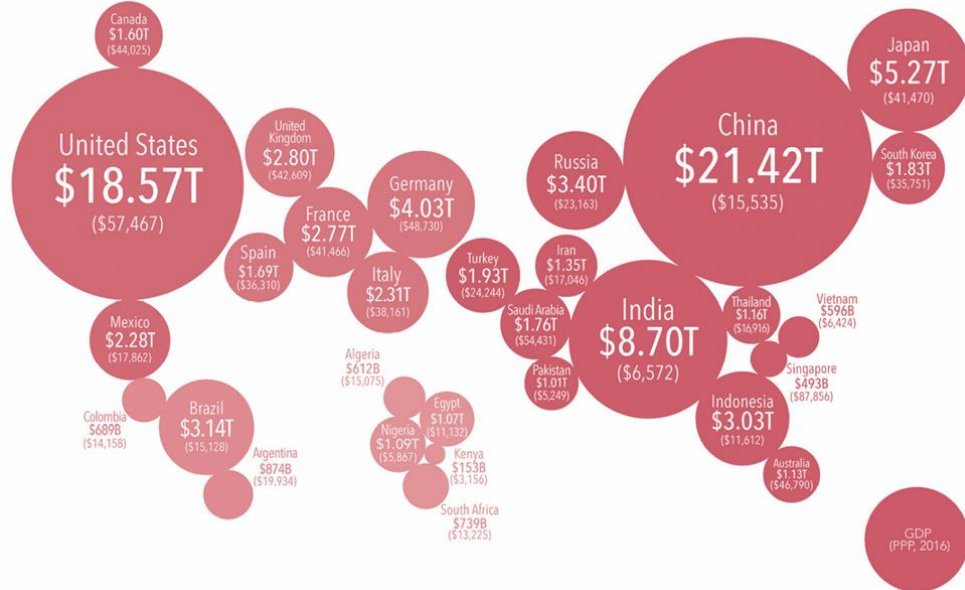 Canada
$1.60T
($44,025)
United States
$18.57T
($57,467)
Mexico
$2.28T
($17,862)
Colombia
$689B
($14,158)
Brazil
$3.14T
($15,128)
Argentina
$874B
($19,934)
United
Kingdom
$2.80T
($42,609)
France
$2.77T
($41,466)
Spain
$1.69T
($36,310)
Germany
$4.03T
($48,730)
Italy
$2.31T
($38,161)
Algeria
$612B
($15,075)
Egypt
$1.07T
($11,132)
Nigeria
$1.09T
($5,867)
Kenya
$153B
($3,156)
South Africa
$739B
($13,225)
Turkey
$1.93T
($24,244)
Russia
$3.40T
($23,163)
Iran
$1.35T
($17,046)
Saudi Arabia
$1.76T
($54,431)
Pakistan
$1.01T
($5,249)
India
$8.70T
($6,572)
China
$21.42T
($15,535)
Japan
$5.27T
($41,470)
South Korea
$1.83T
($35,751)
Thailand
$1.16T
($16,916)
Vietnam
$596B
($6,424)
Singapore
$493B
($87,856)
Indonesia
$3.03T
($11,612)
Australia
$1.13T
($46,790)
GDP
(PPP, 2016)